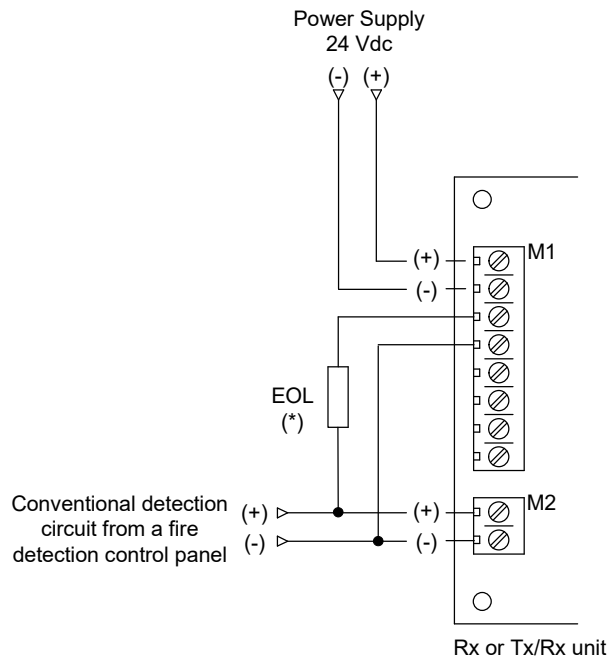 Power Supply
24 Vdc
(-) (+)
(+)
M1
(-)
EOL
(*)
Conventional detection
circuit from a fire
detection control panel
(+)
(-)
(+)
M2
(-)
Rx or Tx/Rx unit